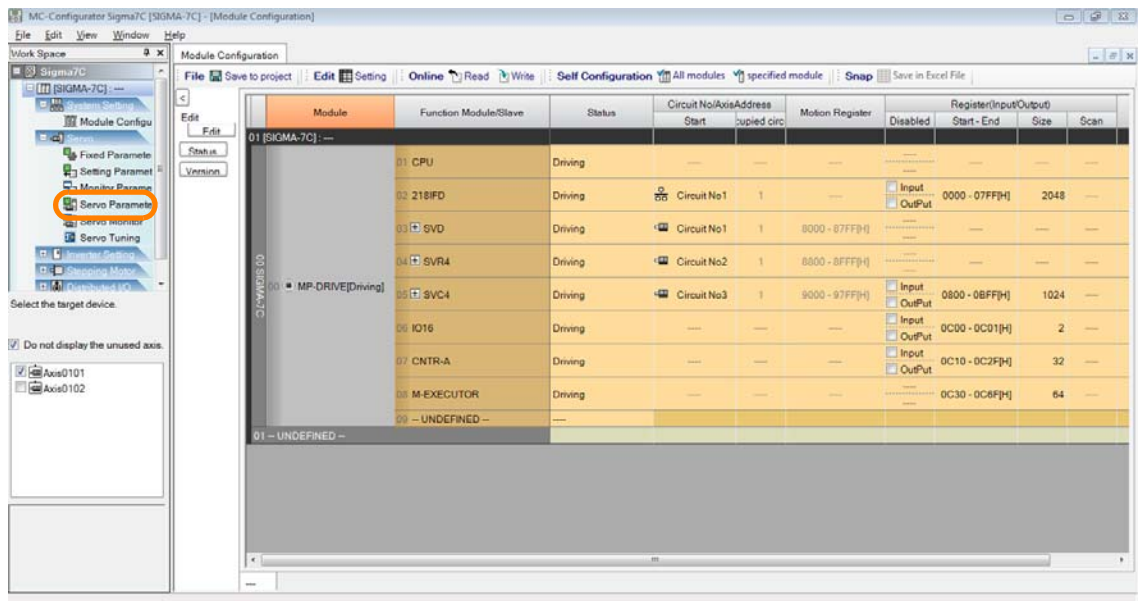 MC-Configurator Sigma7C [SIGMA-7C] - [Module Configuration]
File Edit View Window Help
Work Space
Module Configuration
Sigma7C
[SIGMA-7C] : ---
System Setting
Module Configu
Servo
Fixed Paramete
Setting Paramet
Monitor Parame
Servo Paramete
Servo Monitor
Servo Tuning
Inverter Setting
Stepping Motor
Distributed I/O
Select the target device.
Do not display the unused axis.
Axis0101
Axis0102
File Save to project Edit Setting Online Read Write Self Configuration All modules specified module Snap Save in Excel File
<
Edit
Edit
Status
Version
Module Function Module/Slave Status Circuit No/AxisAddress Motion Register Register(Input/Output)
Start cupied circ Disabled Start - End Size Scan
01 [SIGMA-7C] : ---
00 SIGMA-7C
00 MP-DRIVE[Driving]
01 CPU Driving ---- ---- ---- ---- ---- ---- ----
02 218IFD Driving Circuit No1 1 ---- Input OutPut 0000 - 07FF[H] 2048 ----
03 SVD Driving Circuit No1 1 8000 - 87FF[H] ---- ---- ---- ----
04 SVR4 Driving Circuit No2 1 8800 - 8FFF[H] ---- ---- ---- ----
05 SVC4 Driving Circuit No3 1 9000 - 97FF[H] Input OutPut 0800 - 0BFF[H] 1024 ----
06 IO16 Driving ---- ---- ---- Input OutPut 0C00 - 0C01[H] 2 ----
07 CNTR-A Driving ---- ---- ---- Input OutPut 0C10 - 0C2F[H] 32 ----
08 M-EXECUTOR Driving ---- ---- ---- ---- 0C30 - 0C6F[H] 64 ----
09 -- UNDEFINED -- ----
01 -- UNDEFINED --
---